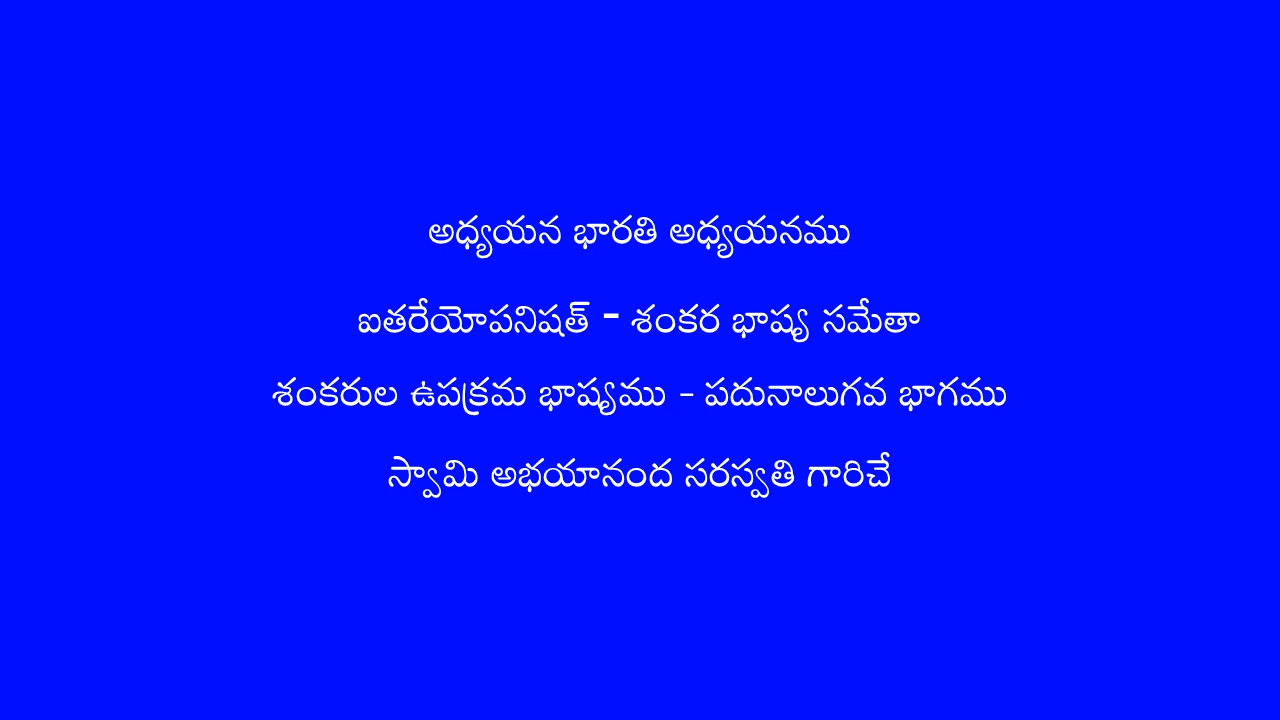 అధ్యయన భారతి అధ్యయనము
ఐతరేయోపనిషత్ - శంకర భాష్య సమేతా
శంకరుల ఉపక్రమ భాష్యము - పదునాలుగవ భాగము
స్వామి అభయానంద సరస్వతి గారిచే